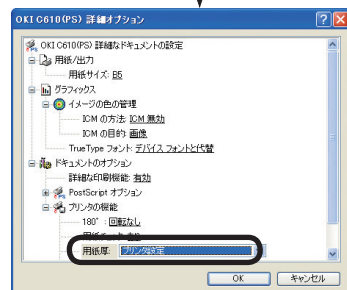 OKI C610(PS) 詳細オプション
OKI C610(PS) 詳細なドキュメントの設定
用紙/出力
用紙サイズ: B5
グラフィックス
イメージの色の管理
ICM の方法: ICM 無効
ICM の目的: 画像
TrueType フォント: デバイス フォントと代替
ドキュメントのオプション
詳細な印刷機能: 有効
PostScript オプション
プリンタの機能
180° : 回転なし
用紙厚: プリンタ設定
OK キャンセル